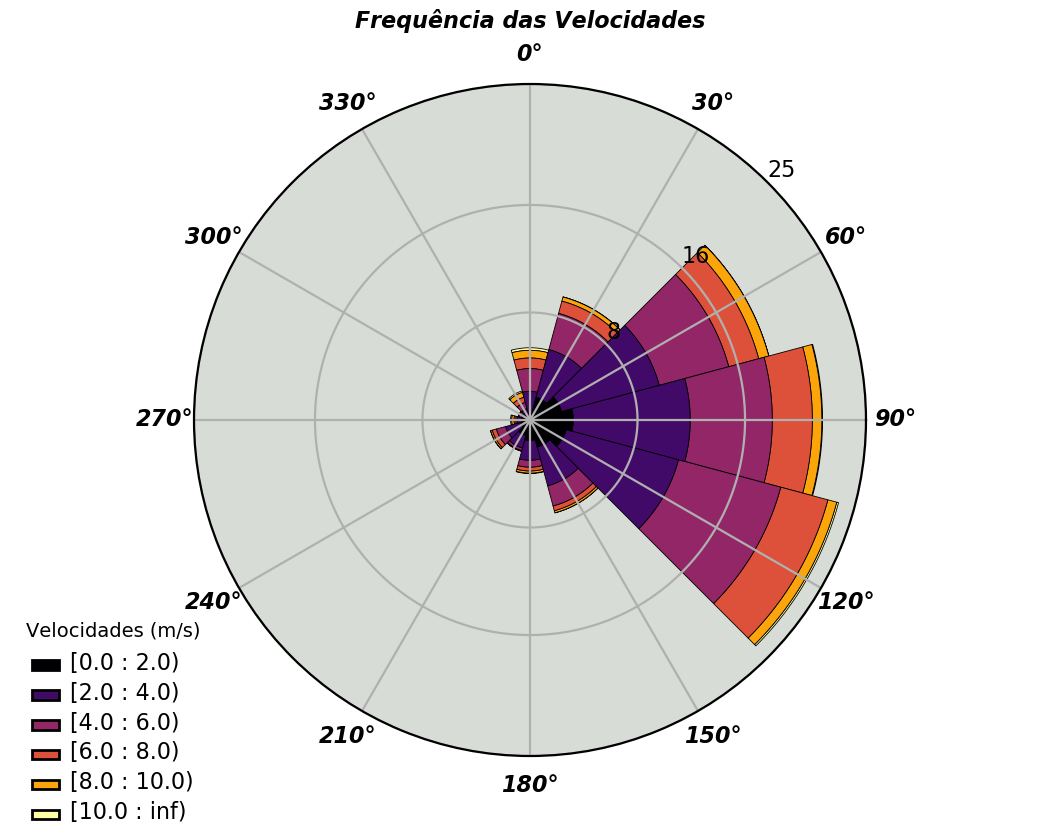 Frequência das Velocidades
0°
330°
30°
25
300°
60°
16
8
270°
90°
240°
120°
210°
150°
180°
Velocidades (m/s)
[0.0 : 2.0)
[2.0 : 4.0)
[4.0 : 6.0)
[6.0 : 8.0)
[8.0 : 10.0)
[10.0 : inf)